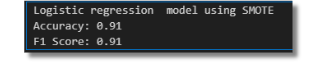 Logistic regression  model using SMOTE
Accuracy: 0.91
F1 Score: 0.91